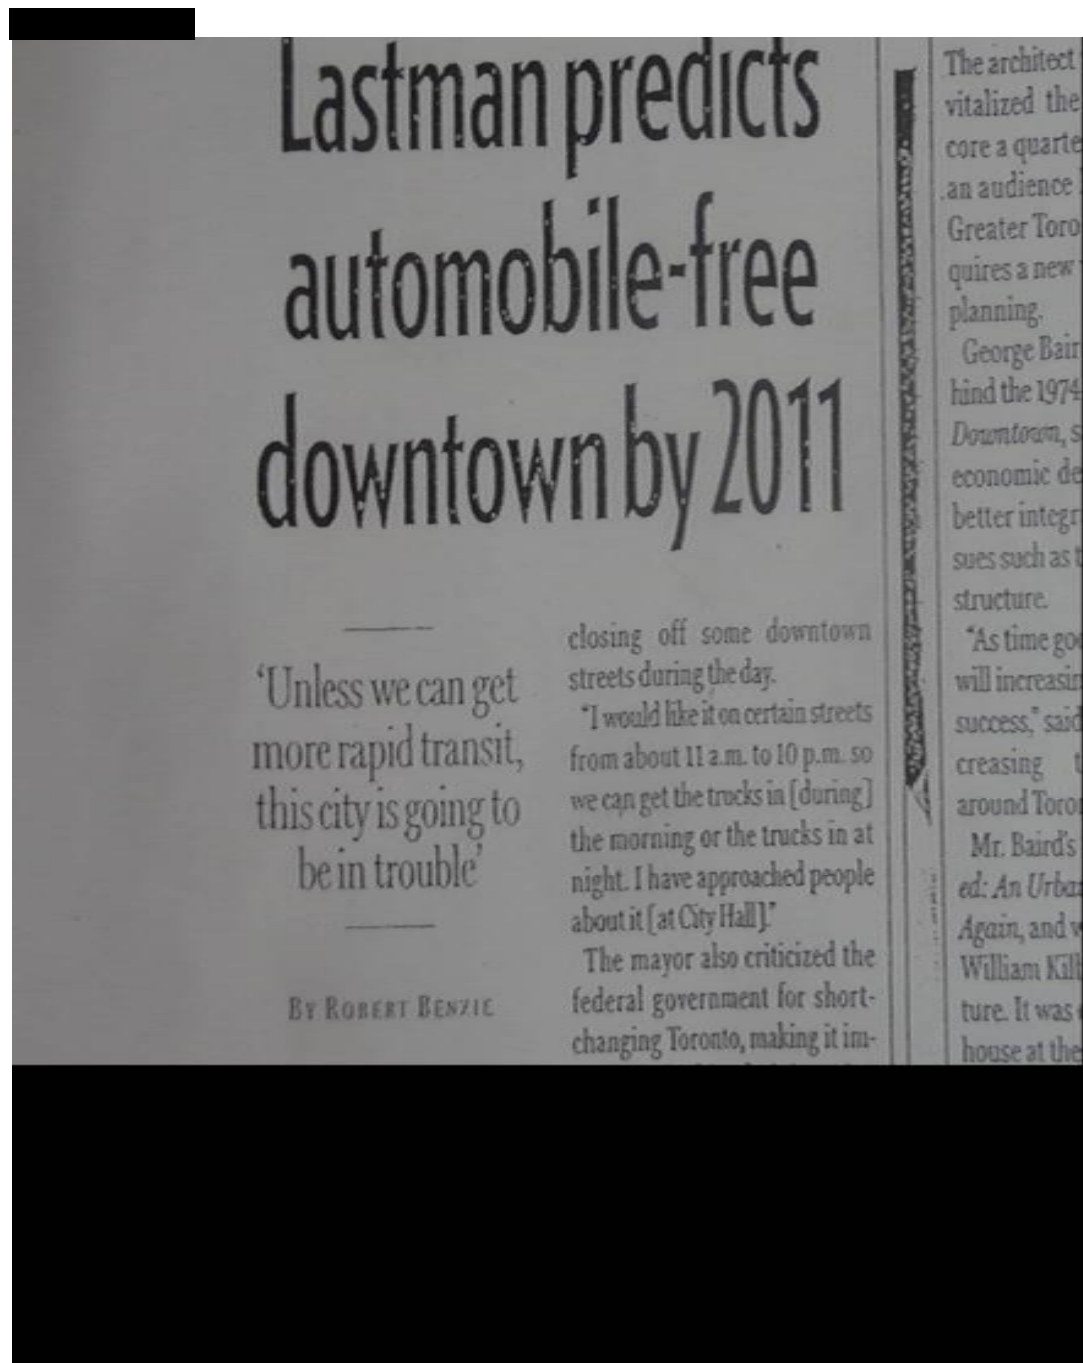 Lastman predicts
automobile-free
downtown by 2011
‘Unless we can get
more rapid transit,
this city is going to
be in trouble’
BY ROBERT BENZIE
closing off some downtown
streets during the day.
“I would like it on certain streets
from about 11 a.m. to 10 p.m. so
we can get the trucks in [during]
the morning or the trucks in at
night. I have approached people
about it [at City Hall].”
The mayor also criticized the
federal government for short-
changing Toronto, making it im-
The architect
vitalized the
core a quarte
an audience
Greater Toro
quires a new
planning.
George Bair
hind the 1974
Downtown, s
economic de
better integr
sues such as t
structure.
“As time goe
will increasin
success,” said
creasing t
around Toron
Mr. Baird’s
ed: An Urba
Again, and w
William Kilb
ture. It was
house at the